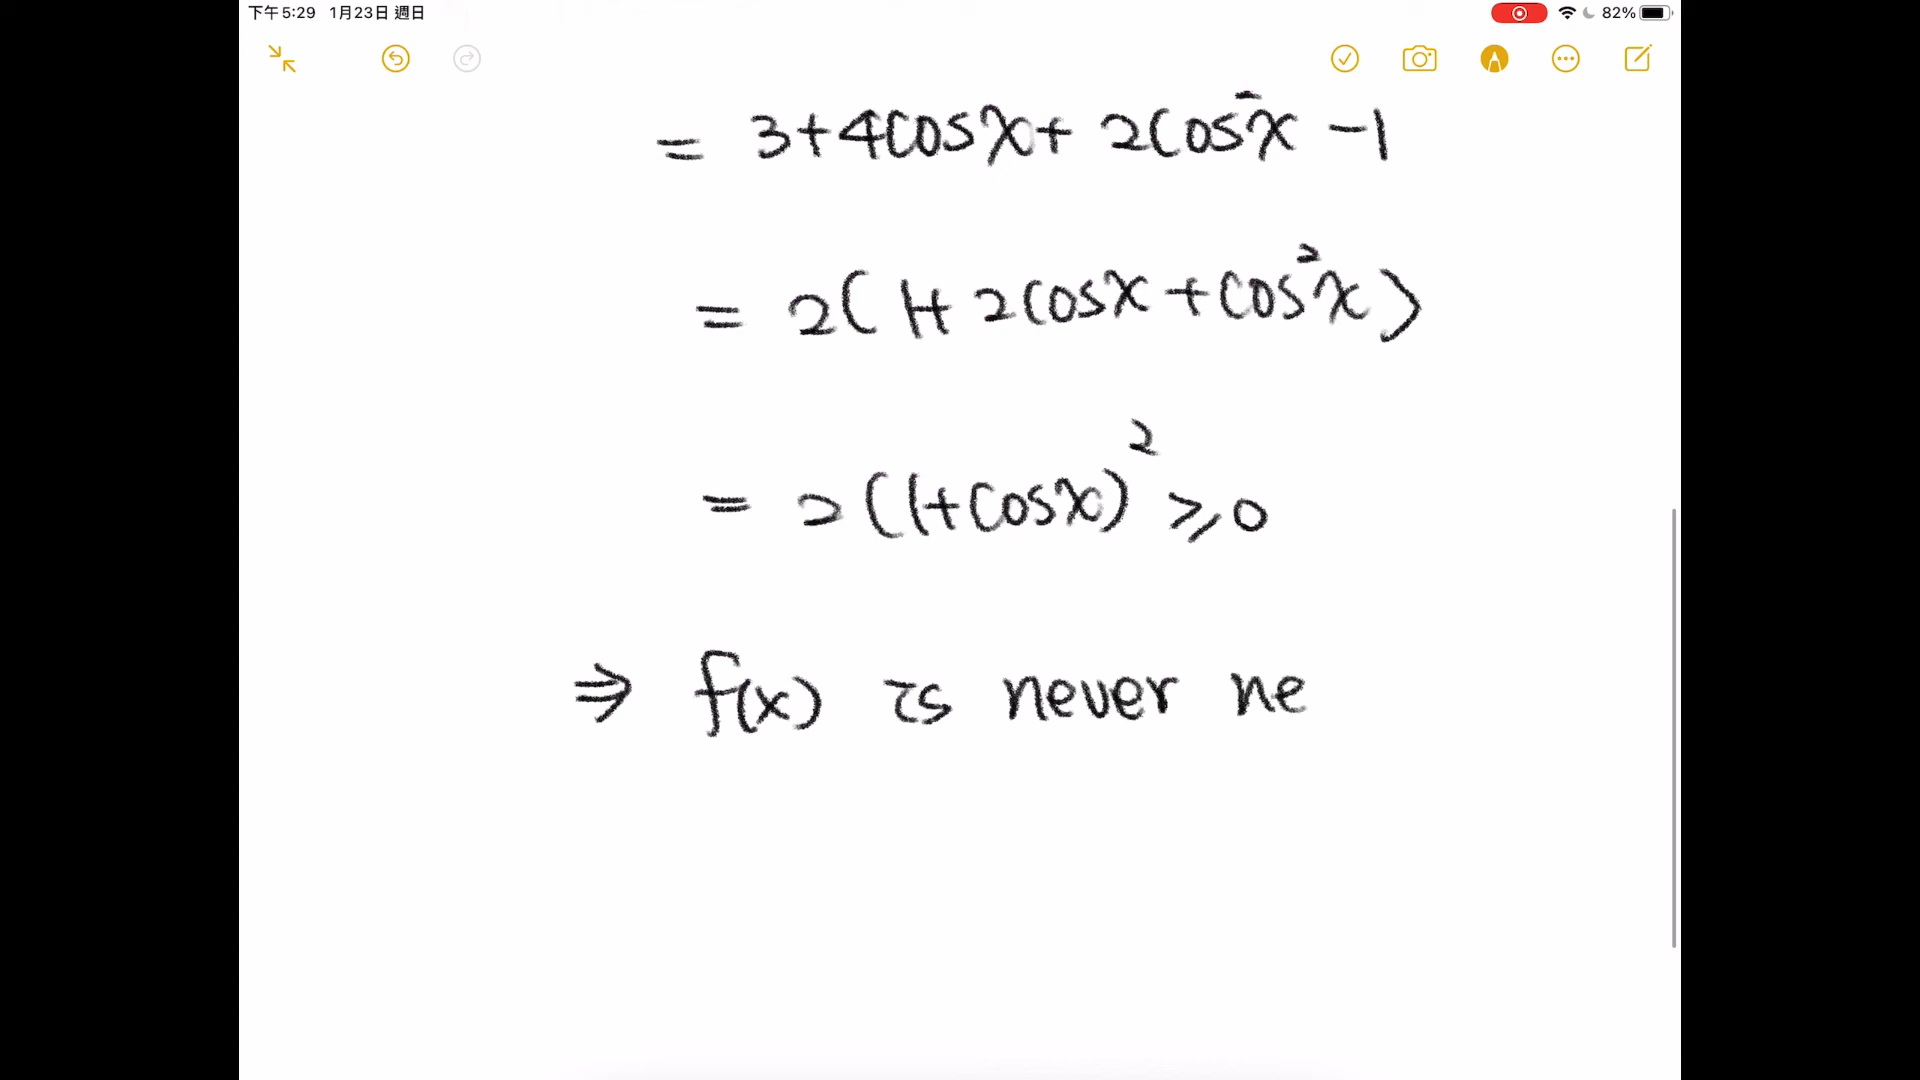 下午5:29 1月23日 週日 82%
= 3+4cosx+ 2cos²x -1
= 2(1+2cosx+cos²x)
= 2(1+cosx)² ≥0
⇒ f(x) is never ne